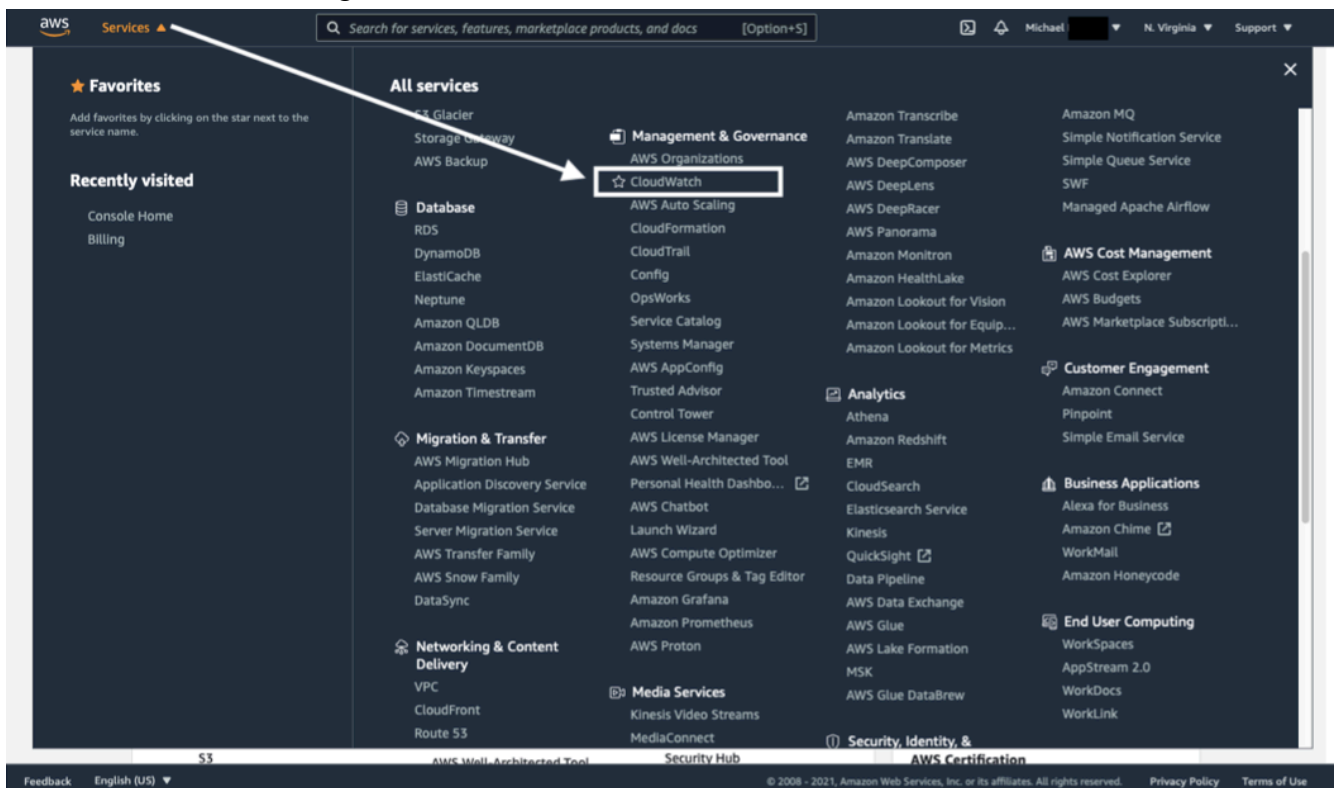 aws
Services ▲
Search for services, features, marketplace products, and docs [Option+S]
Michael
N. Virginia ▼
Support ▼
Favorites
Add favorites by clicking on the star next to the
service name.
Recently visited
Console Home
Billing
All services
S3 Glacier
Storage Gateway
AWS Backup
Database
RDS
DynamoDB
ElastiCache
Neptune
Amazon QLDB
Amazon DocumentDB
Amazon Keyspaces
Amazon Timestream
Migration & Transfer
AWS Migration Hub
Application Discovery Service
Database Migration Service
Server Migration Service
AWS Transfer Family
AWS Snow Family
DataSync
Networking & Content
Delivery
VPC
CloudFront
Route 53
Management & Governance
AWS Organizations
CloudWatch
AWS Auto Scaling
CloudFormation
CloudTrail
Config
OpsWorks
Service Catalog
Systems Manager
AWS AppConfig
Trusted Advisor
Control Tower
AWS License Manager
AWS Well-Architected Tool
Personal Health Dashbo...
AWS Chatbot
Launch Wizard
AWS Compute Optimizer
Resource Groups & Tag Editor
Amazon Grafana
Amazon Prometheus
AWS Proton
Media Services
Kinesis Video Streams
MediaConnect
Amazon Transcribe
Amazon Translate
AWS DeepComposer
AWS DeepLens
AWS DeepRacer
AWS Panorama
Amazon Monitron
Amazon HealthLake
Amazon Lookout for Vision
Amazon Lookout for Equip...
Amazon Lookout for Metrics
Analytics
Athena
Amazon Redshift
EMR
CloudSearch
Elasticsearch Service
Kinesis
QuickSight
Data Pipeline
AWS Data Exchange
AWS Glue
AWS Lake Formation
MSK
AWS Glue DataBrew
Security, Identity, &
Amazon MQ
Simple Notification Service
Simple Queue Service
SWF
Managed Apache Airflow
AWS Cost Management
AWS Cost Explorer
AWS Budgets
AWS Marketplace Subscripti...
Customer Engagement
Amazon Connect
Pinpoint
Simple Email Service
Business Applications
Alexa for Business
Amazon Chime
WorkMail
Amazon Honeycode
End User Computing
WorkSpaces
AppStream 2.0
WorkDocs
WorkLink
S3
AWS Well-Architected Tool
Security Hub
AWS Certification
Feedback
English (US) ▼
© 2008 - 2021, Amazon Web Services, Inc. or its affiliates. All rights reserved.
Privacy Policy
Terms of Use